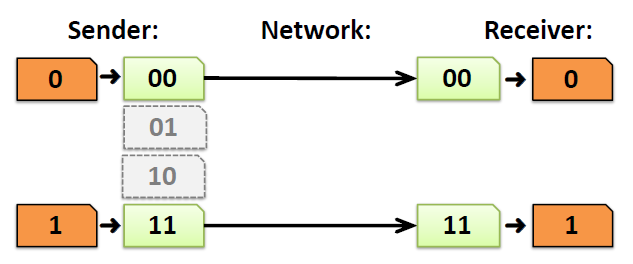 Sender: Network: Receiver:
0 00 00 0
01
10
1 11 11 1